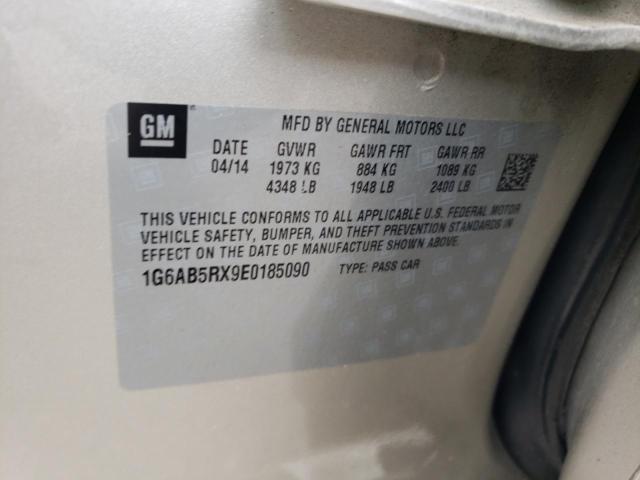 GM
MFD BY GENERAL MOTORS LLC
DATE GVWR GAWR FRT GAWR RR
04/14 1973 KG 884 KG 1089 KG
4348 LB 1948 LB 2400 LB
THIS VEHICLE CONFORMS TO ALL APPLICABLE U.S. FEDERAL MOTOR
VEHICLE SAFETY, BUMPER, AND THEFT PREVENTION STANDARDS IN
EFFECT ON THE DATE OF MANUFACTURE SHOWN ABOVE.
1G6AB5RX9E0185090 TYPE: PASS CAR